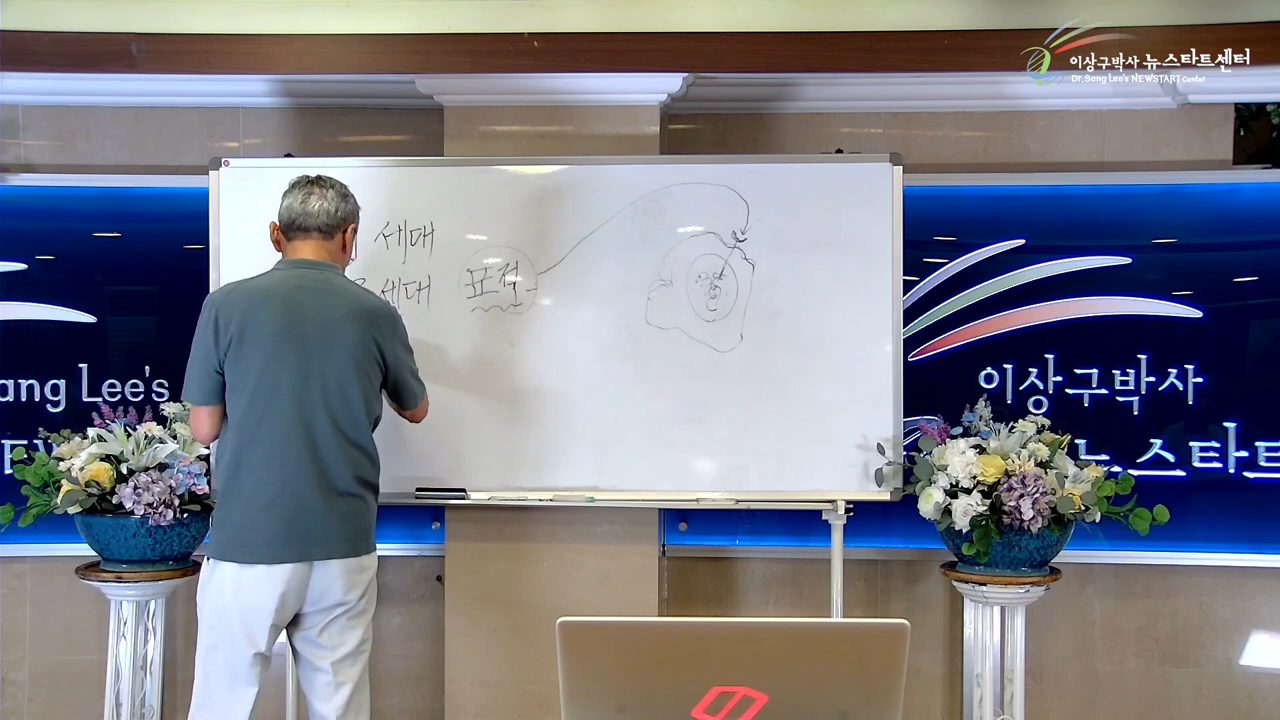 이상구박사 뉴스타트센터
Dr. Sang Lee's NEWSTART Center
세대
세대
표적
ang Lee's
이상구박사
뉴스타트